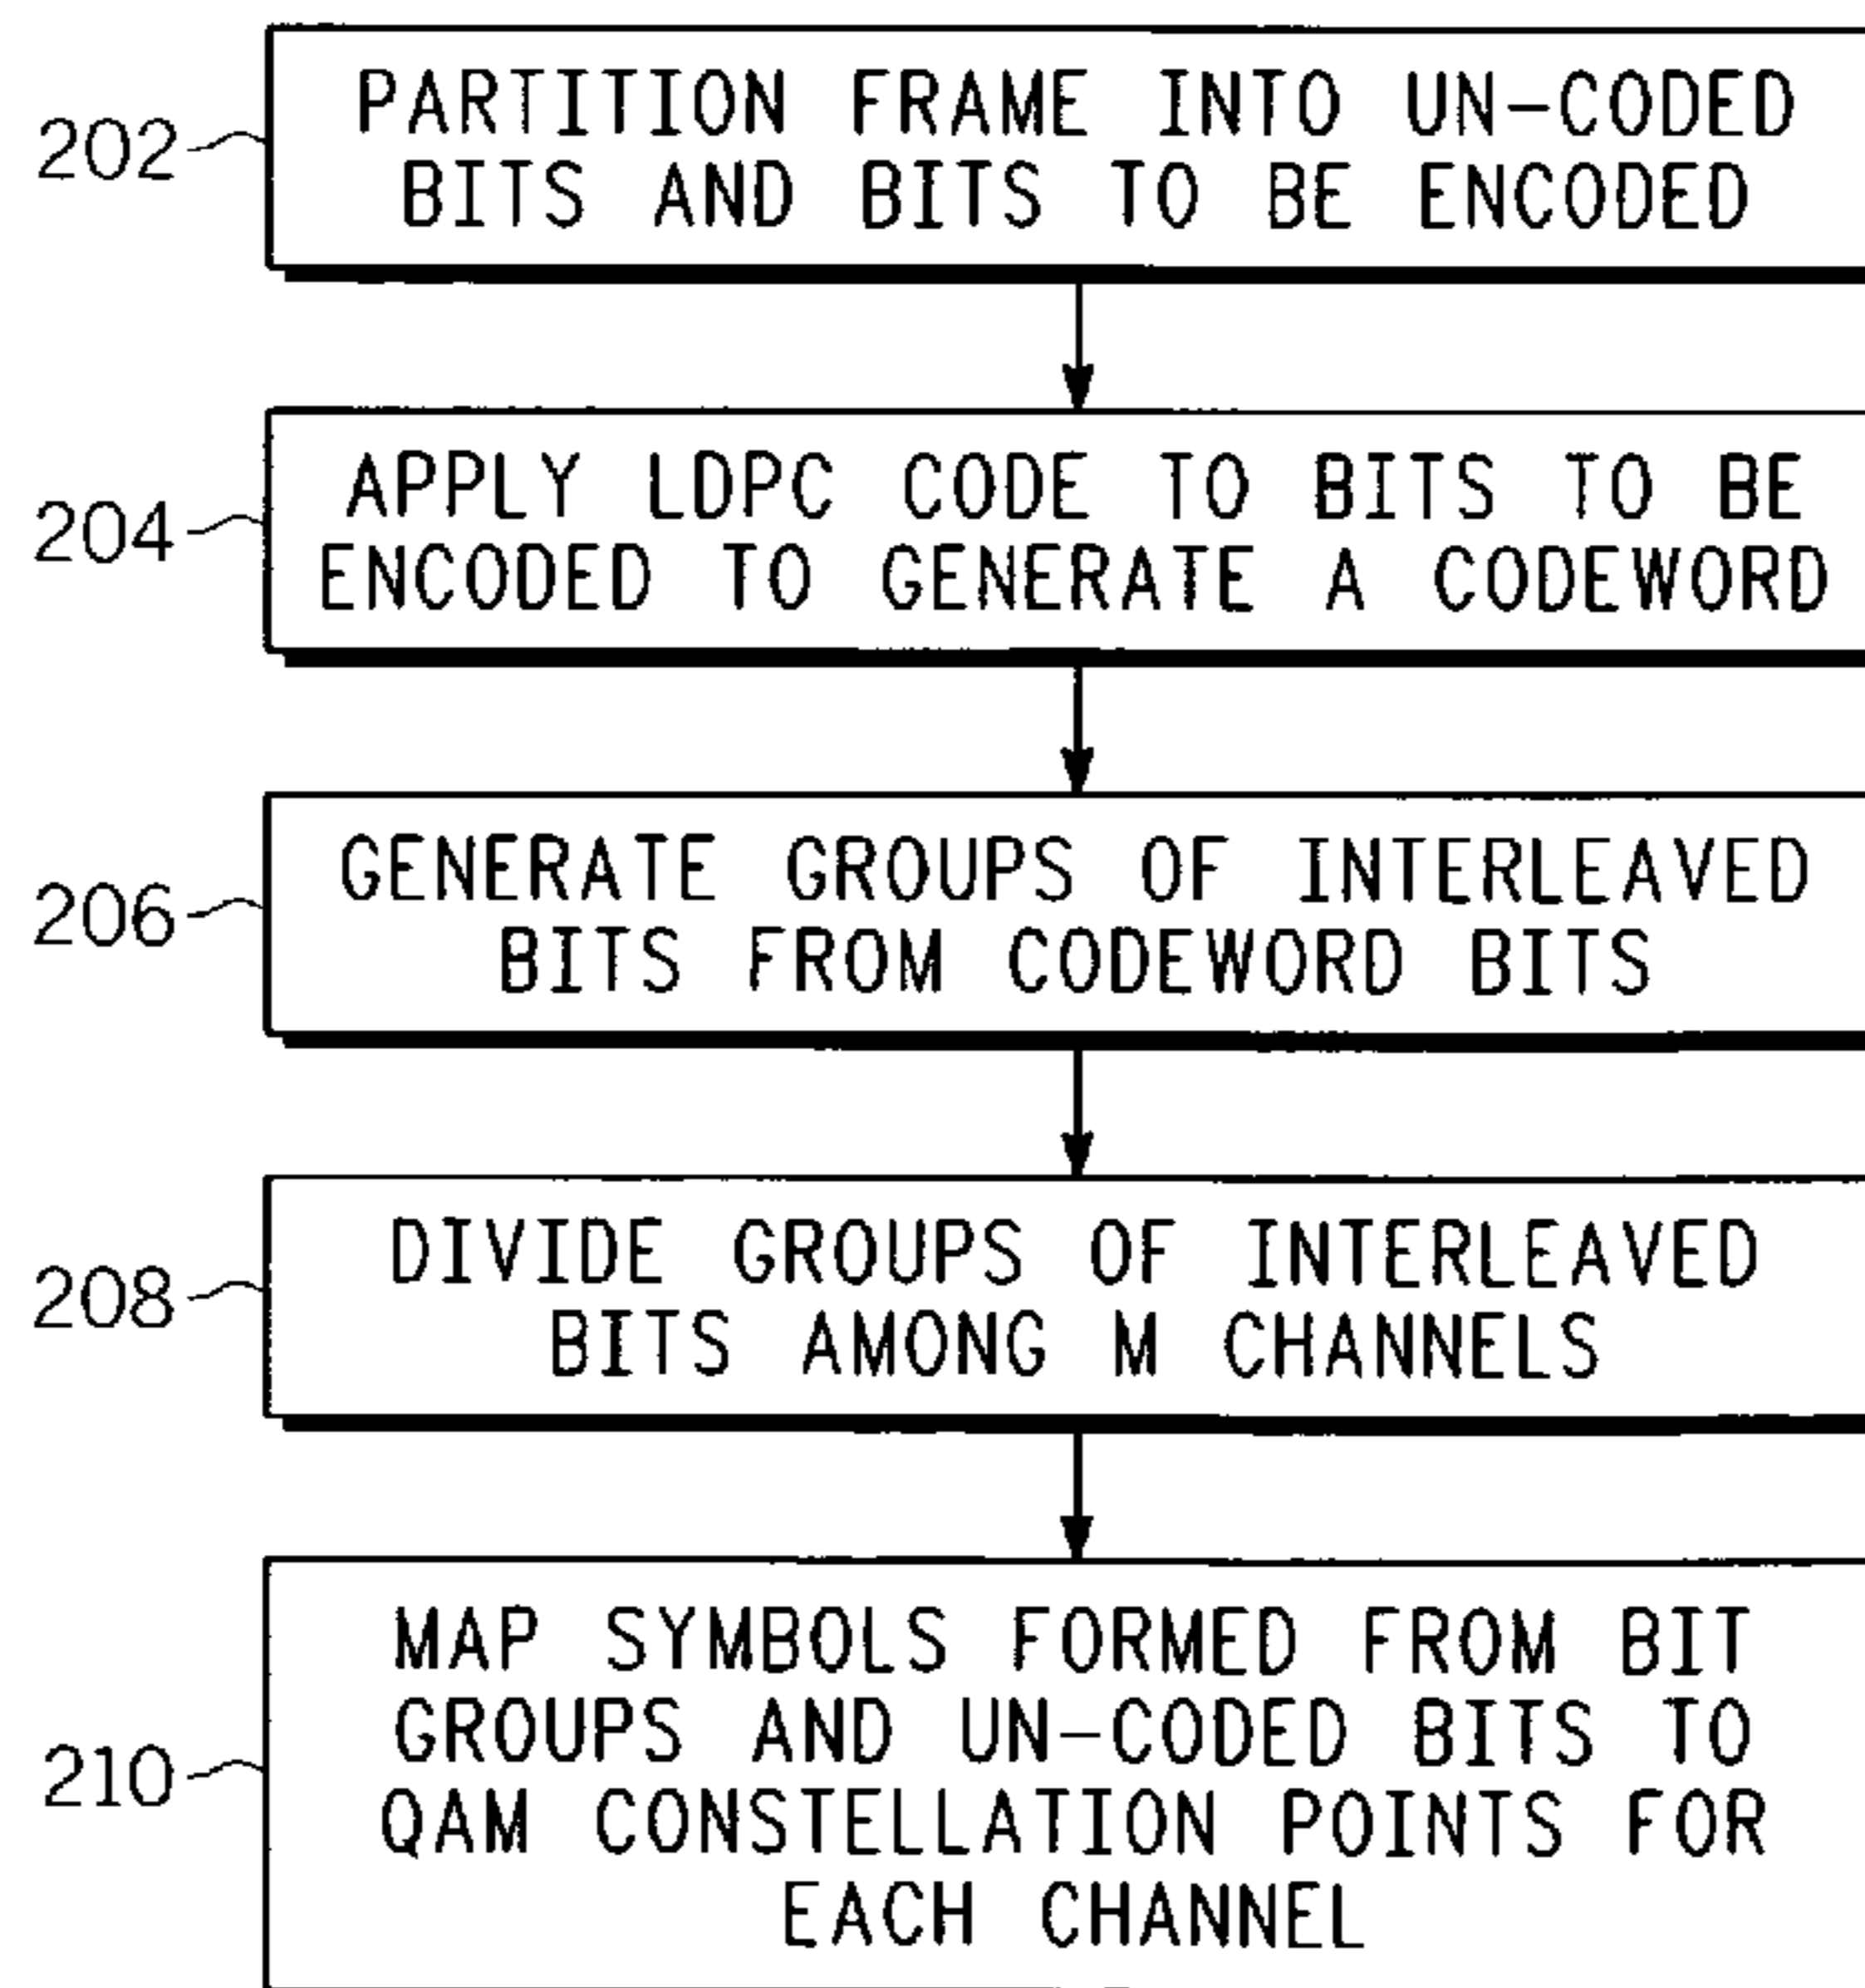 202
PARTITION FRAME INTO UN-CODED
BITS AND BITS TO BE ENCODED
204
APPLY LDPC CODE TO BITS TO BE
ENCODED TO GENERATE A CODEWORD
206
GENERATE GROUPS OF INTERLEAVED
BITS FROM CODEWORD BITS
208
DIVIDE GROUPS OF INTERLEAVED
BITS AMONG M CHANNELS
210
MAP SYMBOLS FORMED FROM BIT
GROUPS AND UN-CODED BITS TO
QAM CONSTELLATION POINTS FOR
EACH CHANNEL